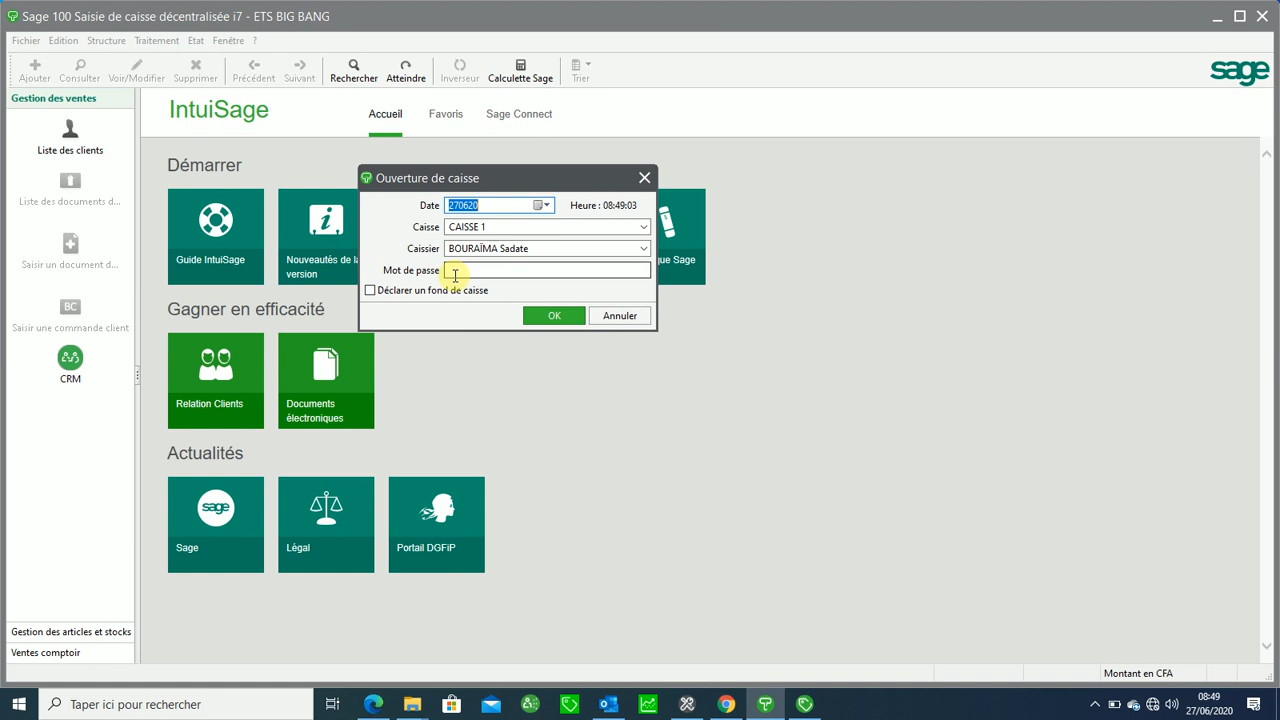 Sage 100 Saisie de caisse décentralisée i7 - ETS BIG BANG
Fichier Edition Structure Traitement Etat Fenêtre ?
Ajouter Consulter Voir/Modifier Supprimer Précédent Suivant Rechercher Atteindre Inverseur Calculette Sage Trier
sage
Gestion des ventes
IntuiSage
Accueil Favoris Sage Connect
Liste des clients
Liste des documents d...
Saisir un document d...
BC
Saisir une commande client
CRM
Gestion des articles et stocks
Ventes comptoir
Démarrer
Guide IntuiSage
Nouveautés de la
version
que Sage
Ouverture de caisse
Date 270620 Heure : 08:49:03
Caisse CAISSE 1
Caissier BOURAÏMA Sadate
Mot de passe
Déclarer un fond de caisse
OK Annuler
Gagner en efficacité
Relation Clients
Documents
électroniques
Actualités
sage
Sage
Légal
Portail DGFiP
Montant en CFA
Taper ici pour rechercher
08:49
27/06/2020